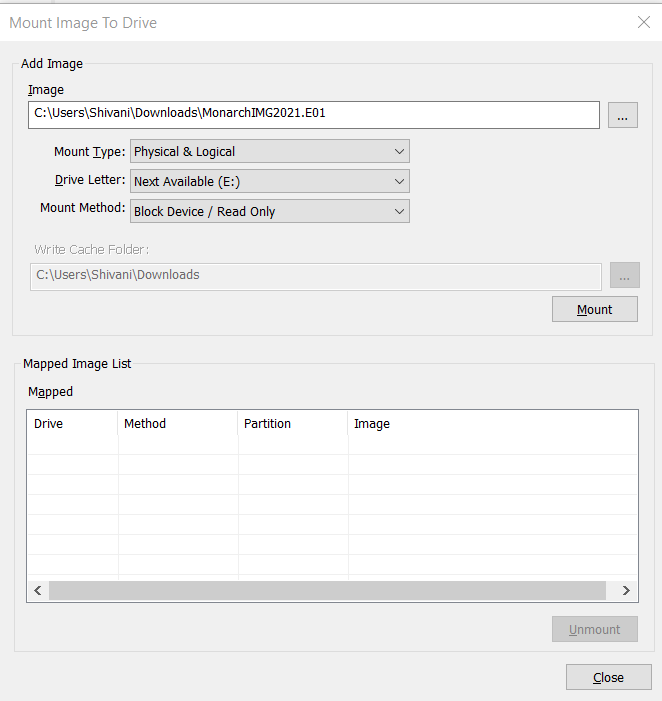 Mount Image To Drive
Add Image
Image
C:\Users\Shivani\Downloads\MonarchIMG2021.E01
...
Mount Type: Physical & Logical
Drive Letter: Next Available (E:)
Mount Method: Block Device / Read Only
Write Cache Folder:
C:\Users\Shivani\Downloads
...
Mount
Mapped Image List
Mapped
Drive Method Partition Image
Unmount
Close